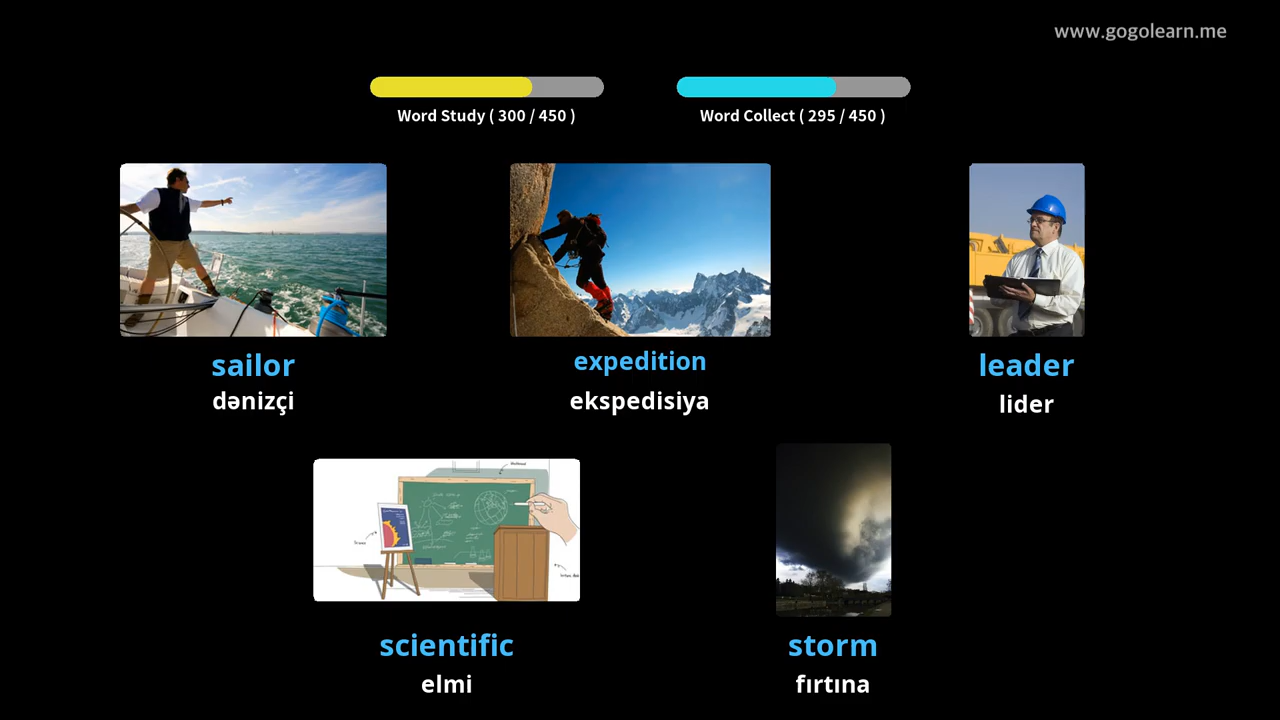 www.gogolearn.me
Word Study ( 300 / 450 )
Word Collect ( 295 / 450 )
sailor
dənizçi
expedition
ekspedisiya
leader
lider
scientific
elmi
storm
fırtına